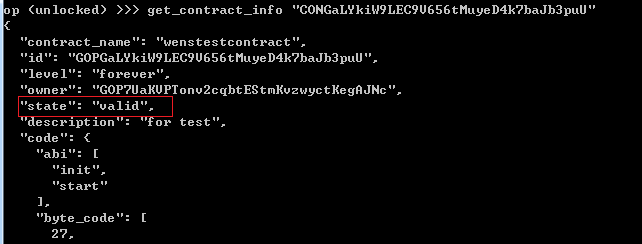 op (unlocked) >>> get_contract_info "CONGaLYkiW9LEC9V656tMuyeD4k7baJb3puU"
{
"contract_name": "wenstestcontract",
"id": "GOPGaLYkiW9LEC9V656tMuyeD4k7baJb3puU",
"level": "forever",
"owner": "GOP7UaKVPTonv2cqbtEStmKvzwyctKegAJNc",
"state": "valid",
"description": "for test",
"code": {
"abi": [
"init",
"start"
],
"byte_code": [
27,